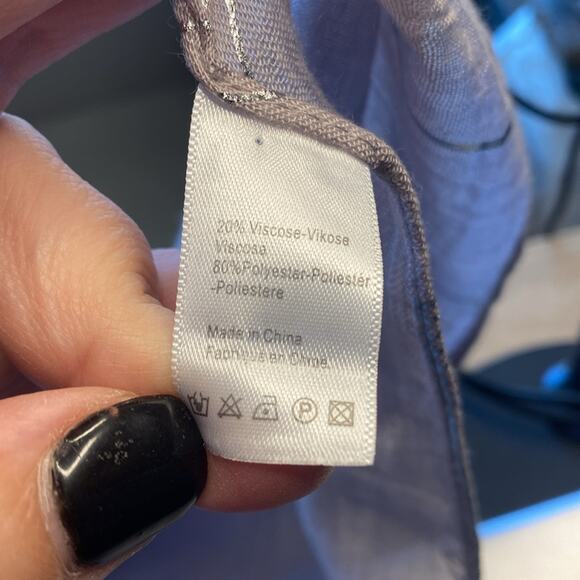 20% Viscose-Vikose
Viscosa
80%Polyester-Poliester
-Poliestere
Made in China
Fabriqué en Chine.
P